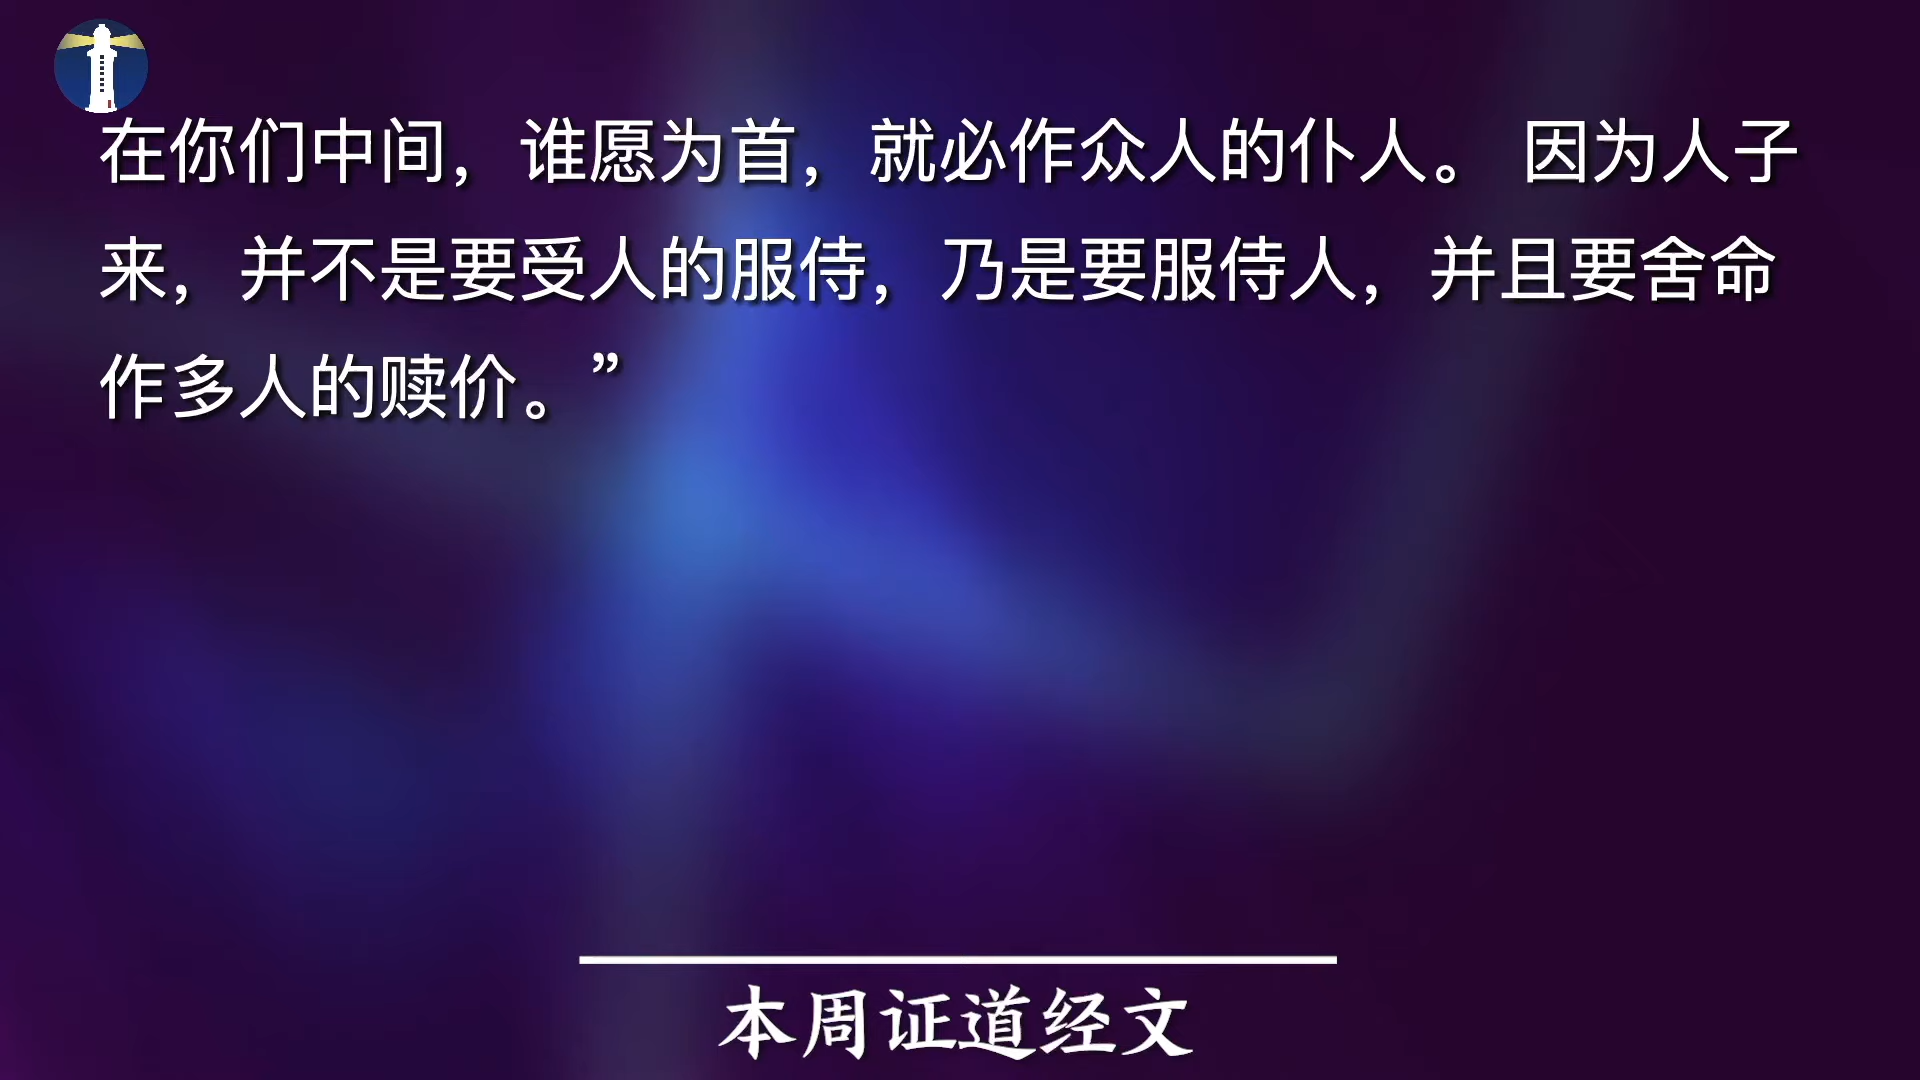 在你们中间，谁愿为首，就必作众人的仆人。 因为人子
来，并不是要受人的服侍，乃是要服侍人，并且要舍命
作多人的赎价。”
本周证道经文